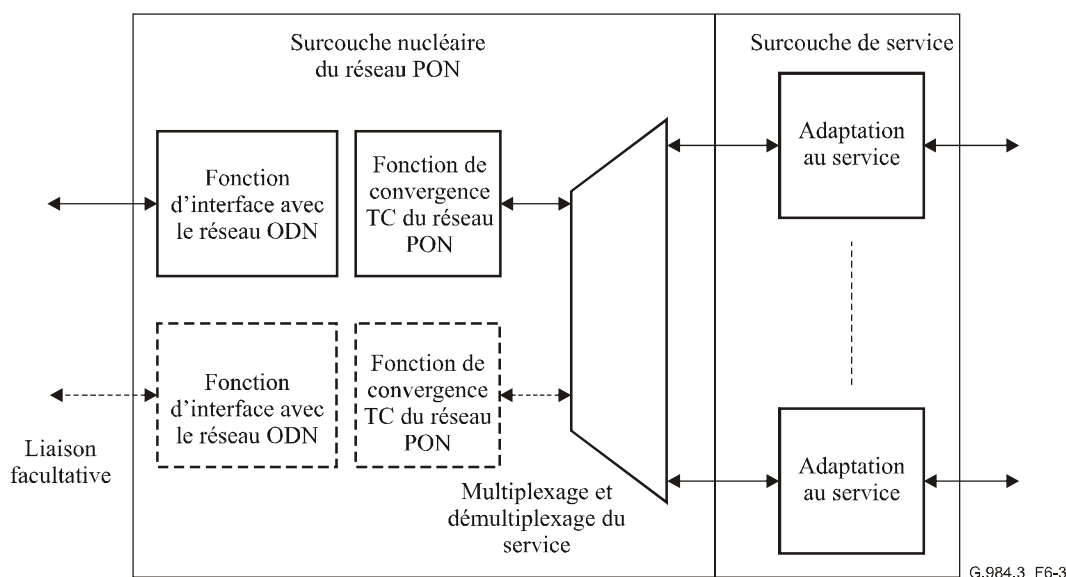 Surcouche nucléaire
du réseau PON
Surcouche de service
Fonction
d'interface avec
le réseau ODN
Fonction de
convergence
TC du réseau
PON
Adaptation
au service
Fonction
d'interface avec
le réseau ODN
Fonction de
convergence
TC du réseau
PON
Liaison
facultative
Multiplexage et
démultiplexage du
service
Adaptation
au service
G.984.3_F6-3